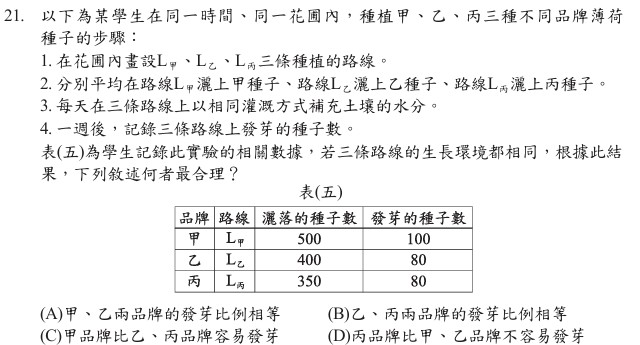 21. 以下為某學生在同一時間、同一花圃內，種植甲、乙、丙三種不同品牌薄荷
種子的步驟：
1. 在花圃內畫設L甲、L乙、L丙三條種植的路線。
2. 分別平均在路線L甲灑上甲種子、路線L乙灑上乙種子、路線L丙灑上丙種子。
3. 每天在三條路線上以相同灌溉方式補充土壤的水分。
4. 一週後，記錄三條路線上發芽的種子數。
表(五)為學生記錄此實驗的相關數據，若三條路線的生長環境都相同，根據此結
果，下列敘述何者最合理？
表(五)
品牌 路線 灑落的種子數 發芽的種子數
甲 L甲 500 100
乙 L乙 400 80
丙 L丙 350 80
(A)甲、乙兩品牌的發芽比例相等 (B)乙、丙兩品牌的發芽比例相等
(C)甲品牌比乙、丙品牌容易發芽 (D)丙品牌比甲、乙品牌不容易發芽